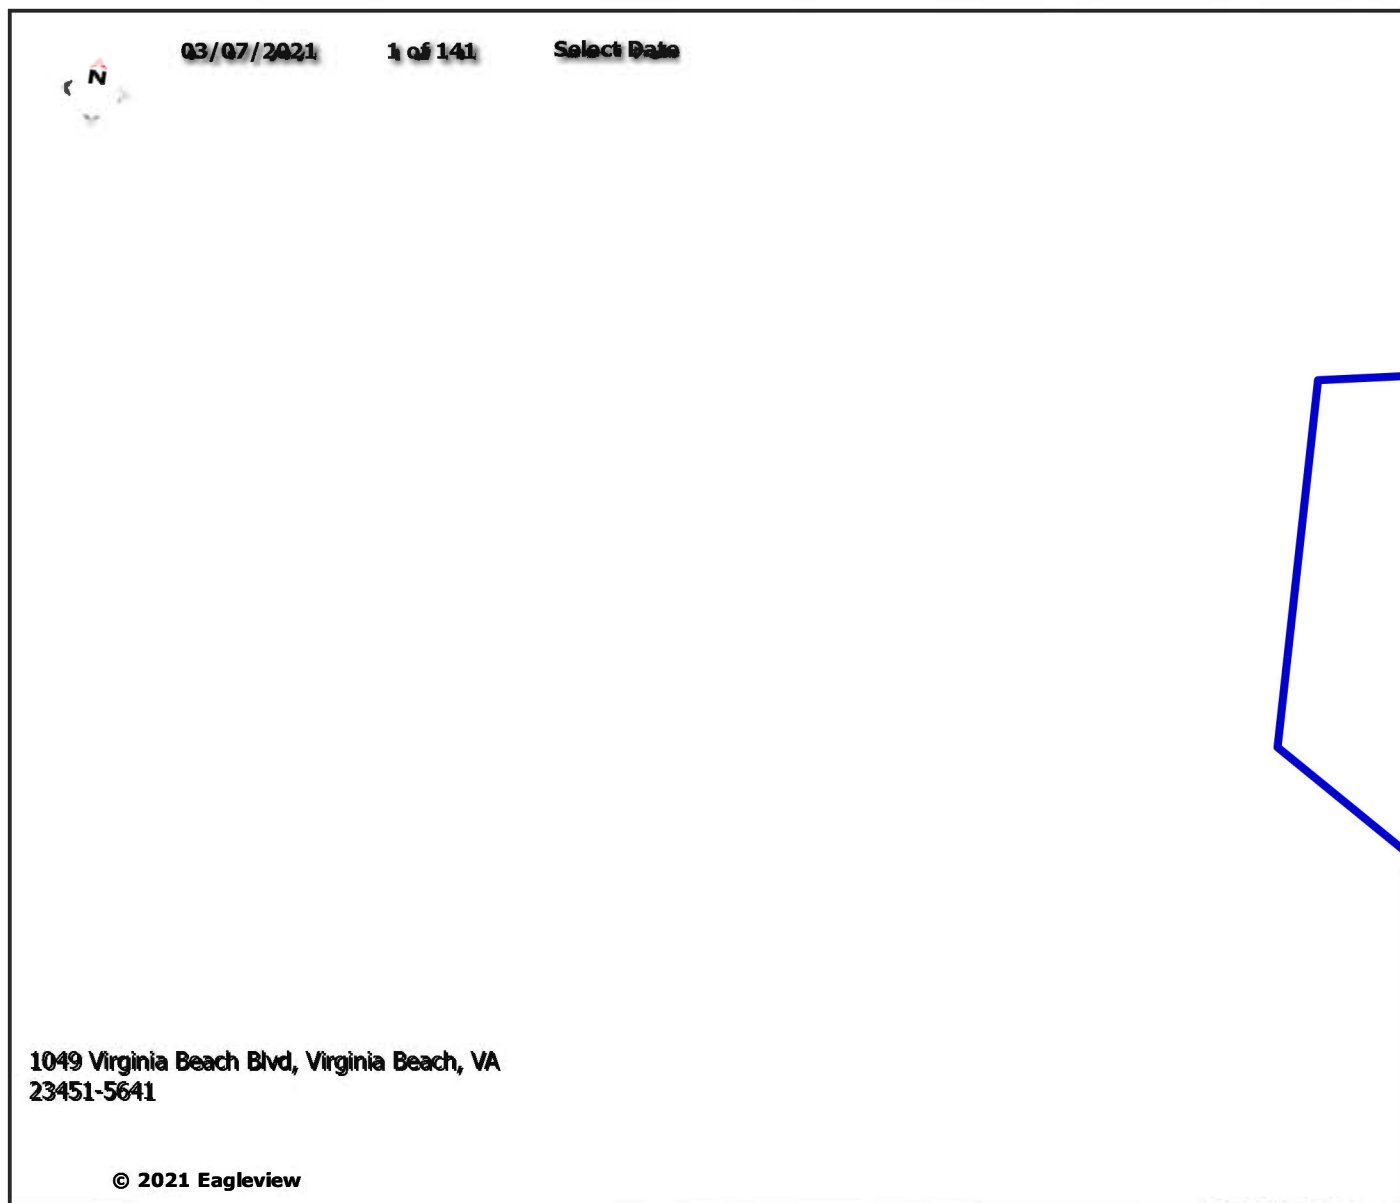 03/07/2021 1 of 141 Select Date
N
1049 Virginia Beach Blvd, Virginia Beach, VA
23451-5641
© 2021 Eagleview